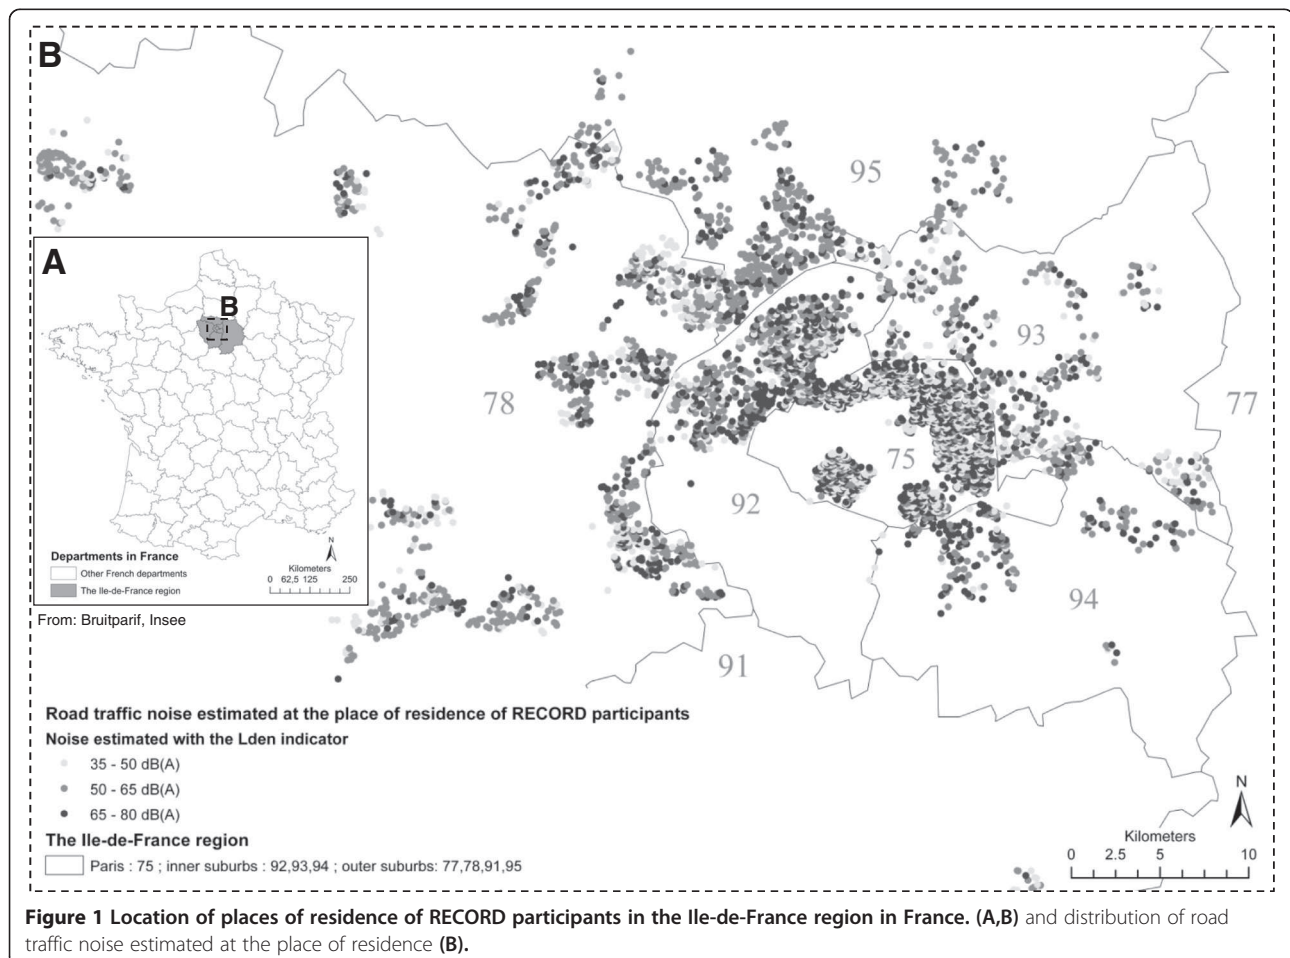 B
95
93
78
77
75
92
94
91
A
B
Departments in France
Other French departments
The Ile-de-France region
N
Kilometers
0 62,5 125 250
From: Bruitparif, Insee
Road traffic noise estimated at the place of residence of RECORD participants
Noise estimated with the Lden indicator
35 - 50 dB(A)
50 - 65 dB(A)
65 - 80 dB(A)
The Ile-de-France region
Paris : 75 ; inner suburbs : 92,93,94 ; outer suburbs: 77,78,91,95
N
Kilometers
0 2.5 5 10
Figure 1 Location of places of residence of RECORD participants in the Ile-de-France region in France. (A,B) and distribution of road
traffic noise estimated at the place of residence (B).